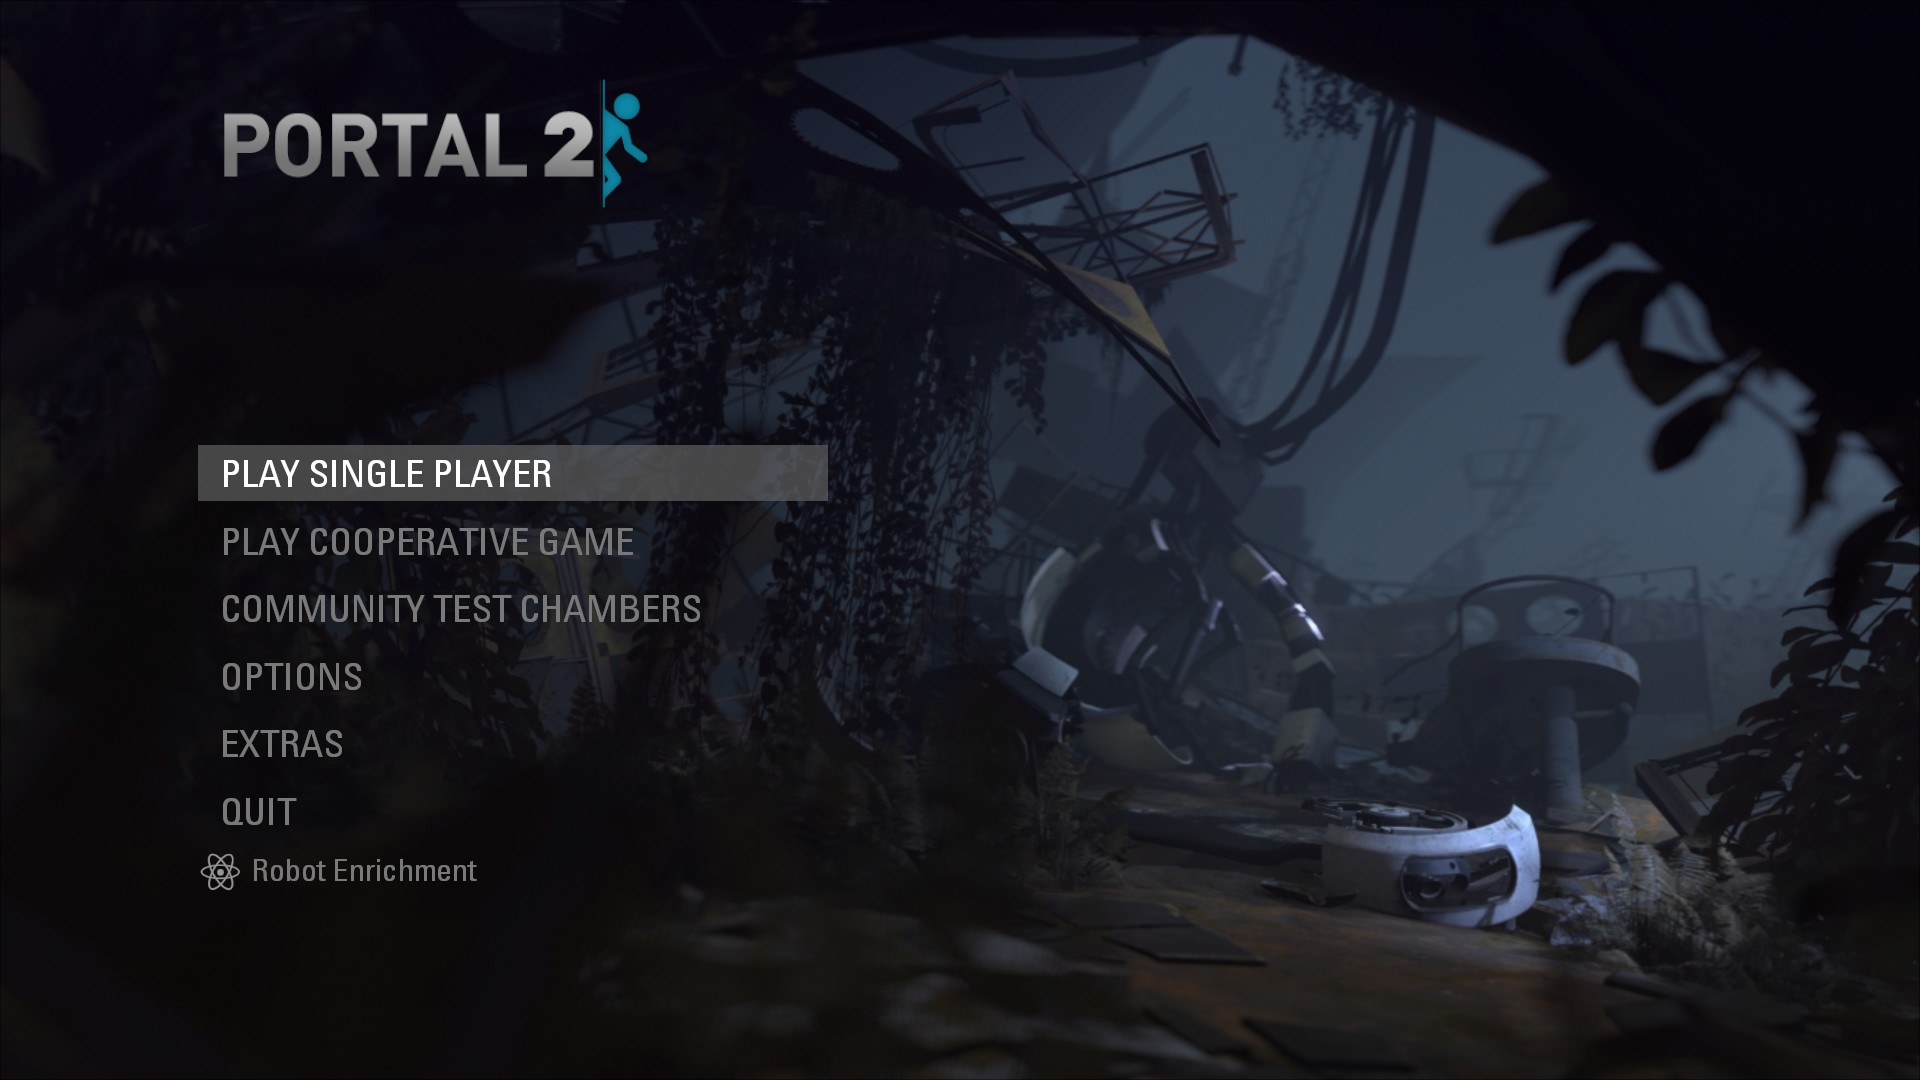 PORTAL 2
PLAY SINGLE PLAYER
PLAY COOPERATIVE GAME
COMMUNITY TEST CHAMBERS
OPTIONS
EXTRAS
QUIT
Robot Enrichment